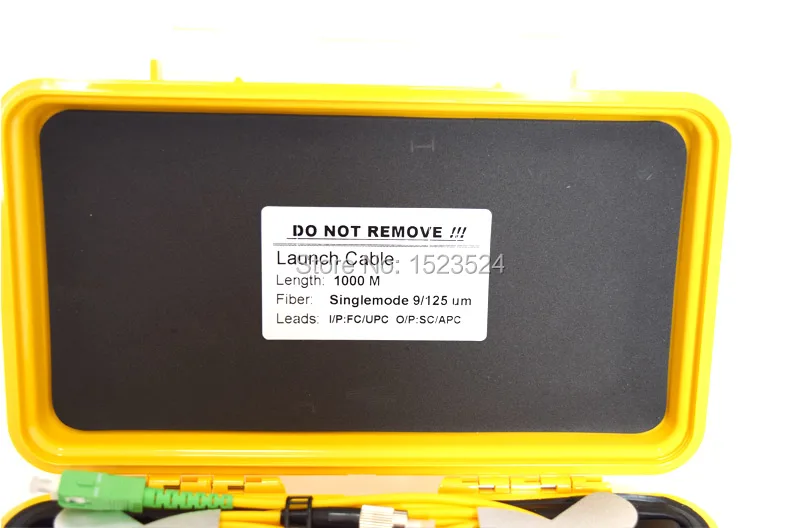 DO NOT REMOVE !!!
Launch Cable
Store No: 1523524
Length: 1000 M
Fiber: Singlemode 9/125 um
Leads: I/P:FC/UPC O/P:SC/APC